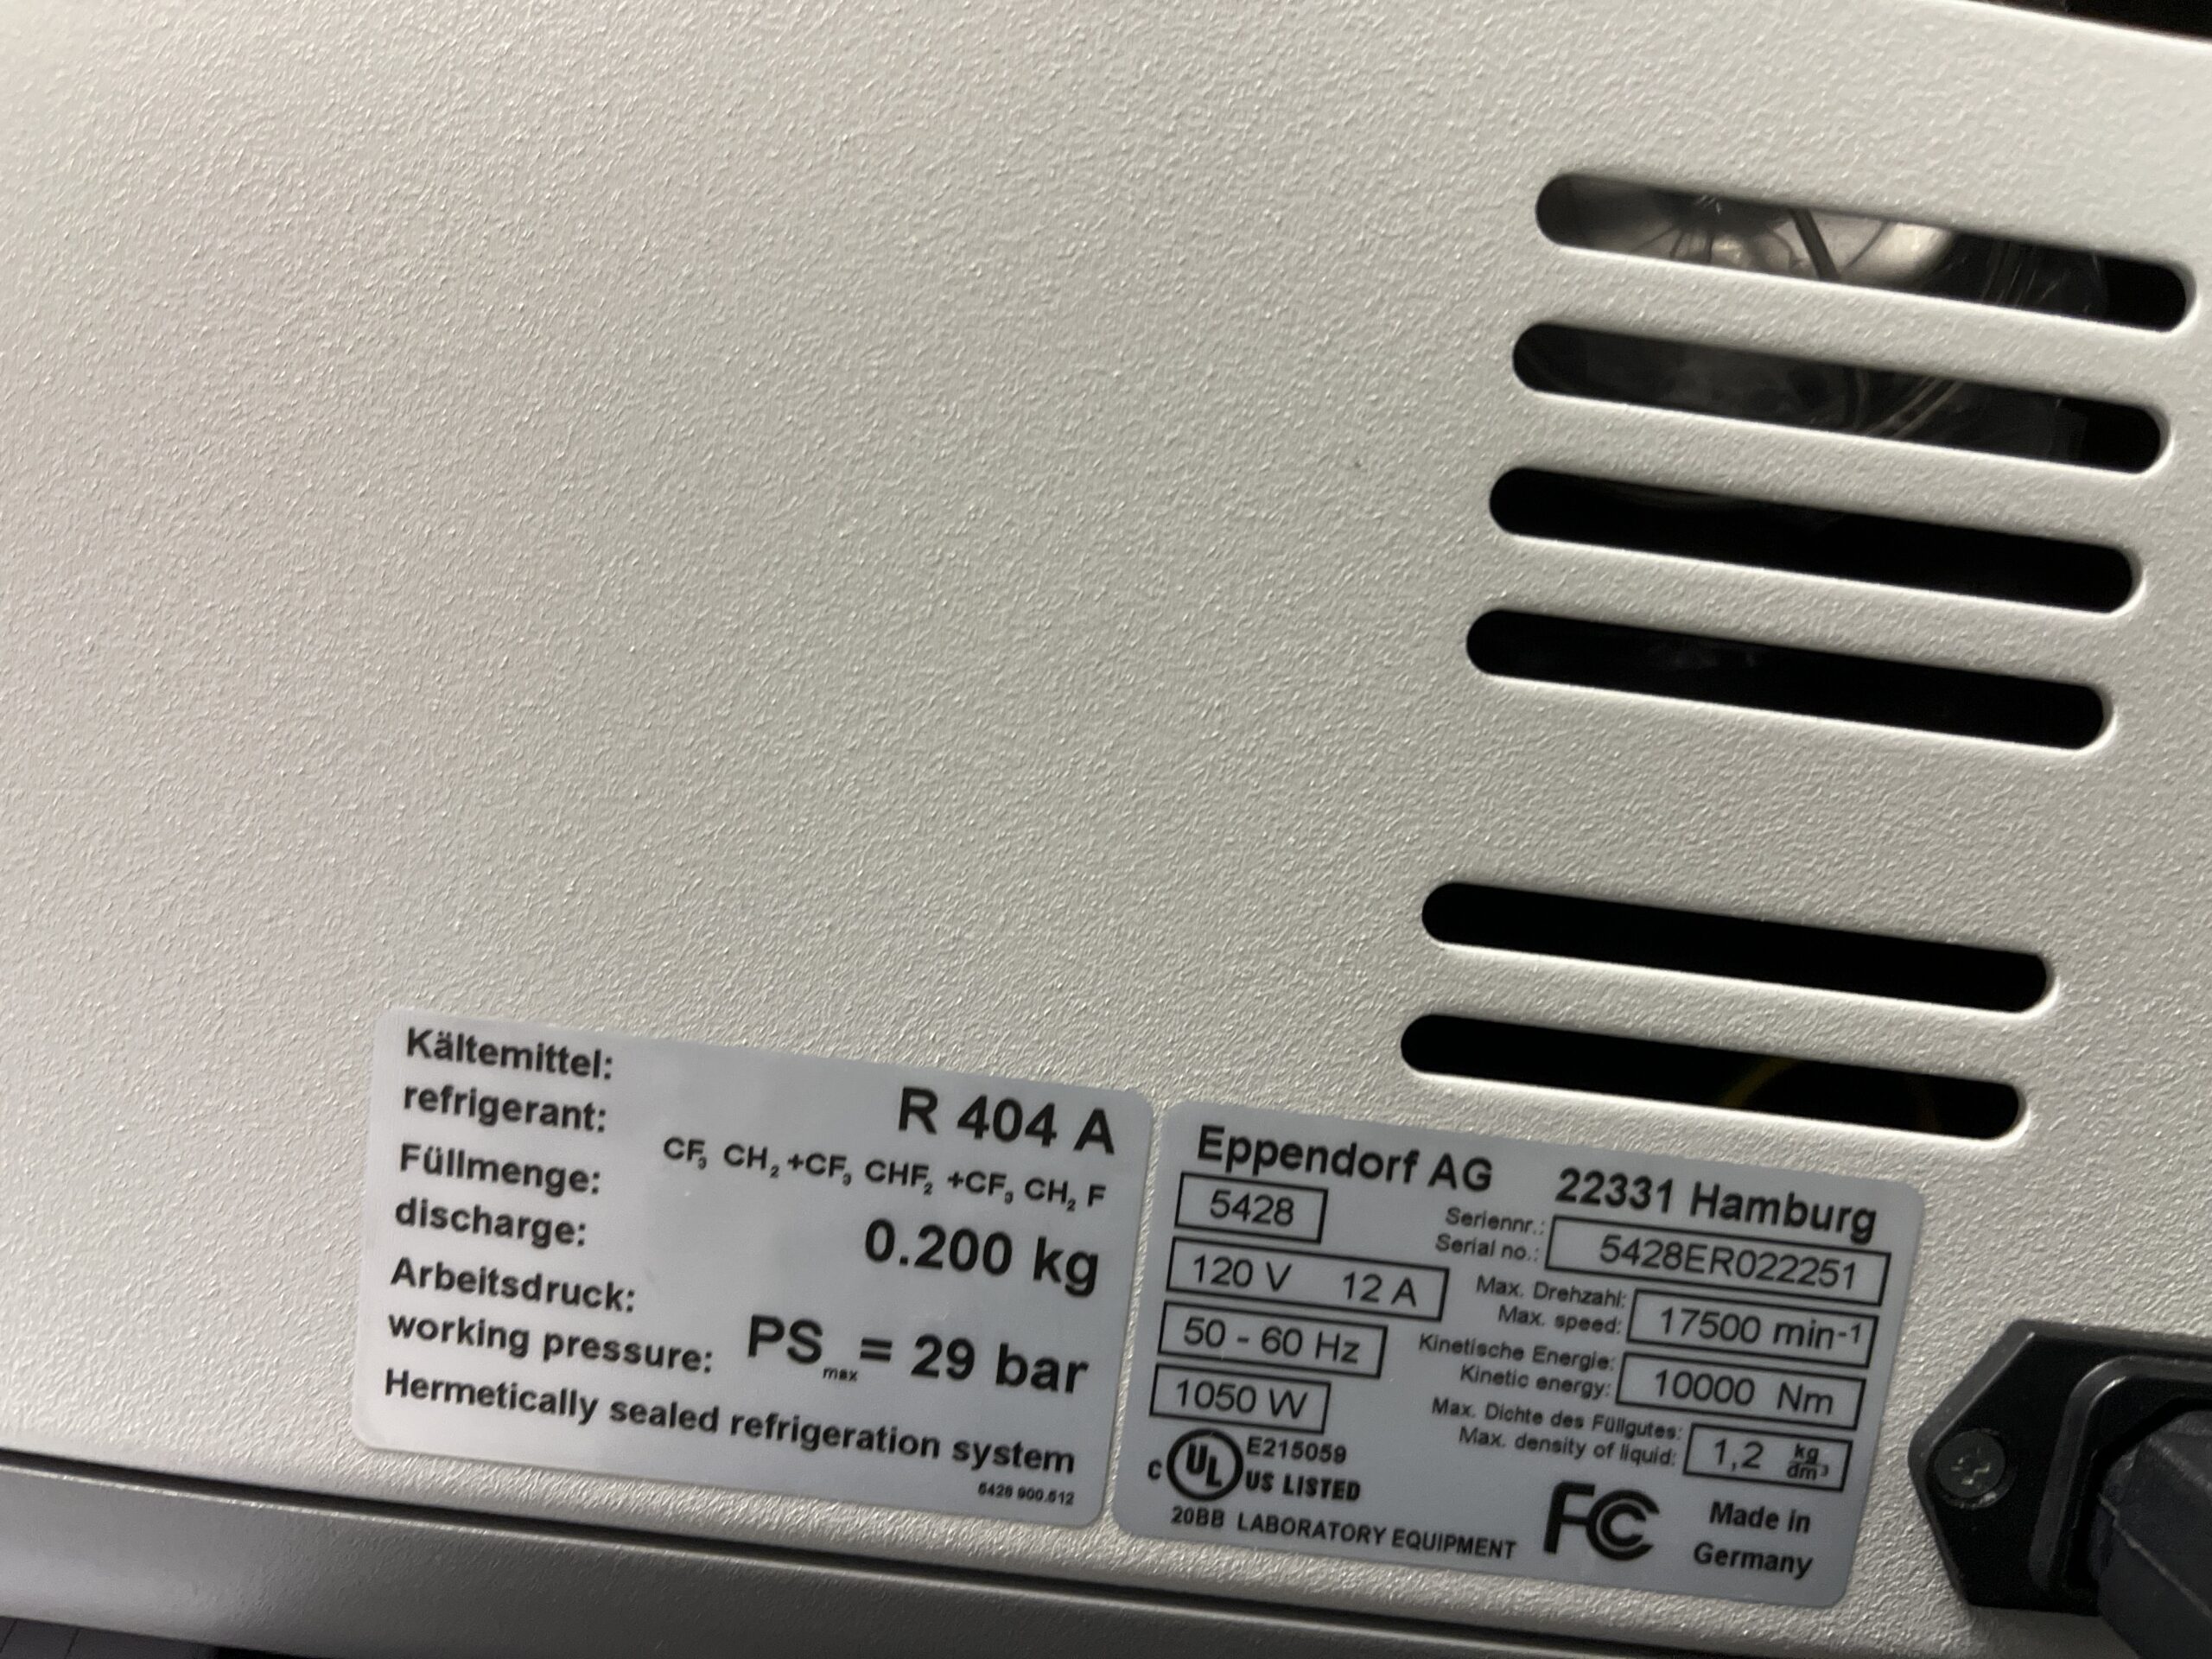 Kältemittel:
refrigerant:
R 404 A
CF₃ CH₂ +CF₃ CHF₂ +CF₃ CH₂ F
Füllmenge:
discharge:
0.200 kg
Arbeitsdruck:
working pressure:
PSmax = 29 bar
Hermetically sealed refrigeration system
Eppendorf AG 22331 Hamburg
5428
Seriennr.:
Serial no.:
5428ER022251
120 V 12 A
Max. Drehzahl:
Max. speed:
17500 min-1
50 - 60 Hz
Kinetische Energie:
Kinetic energy:
10000 Nm
1050 W
Max. Dichte des Füllgutes:
Max. density of liquid:
1,2 kg/dm³
c UL US LISTED
E215059
20BB LABORATORY EQUIPMENT
FC
Made in
Germany